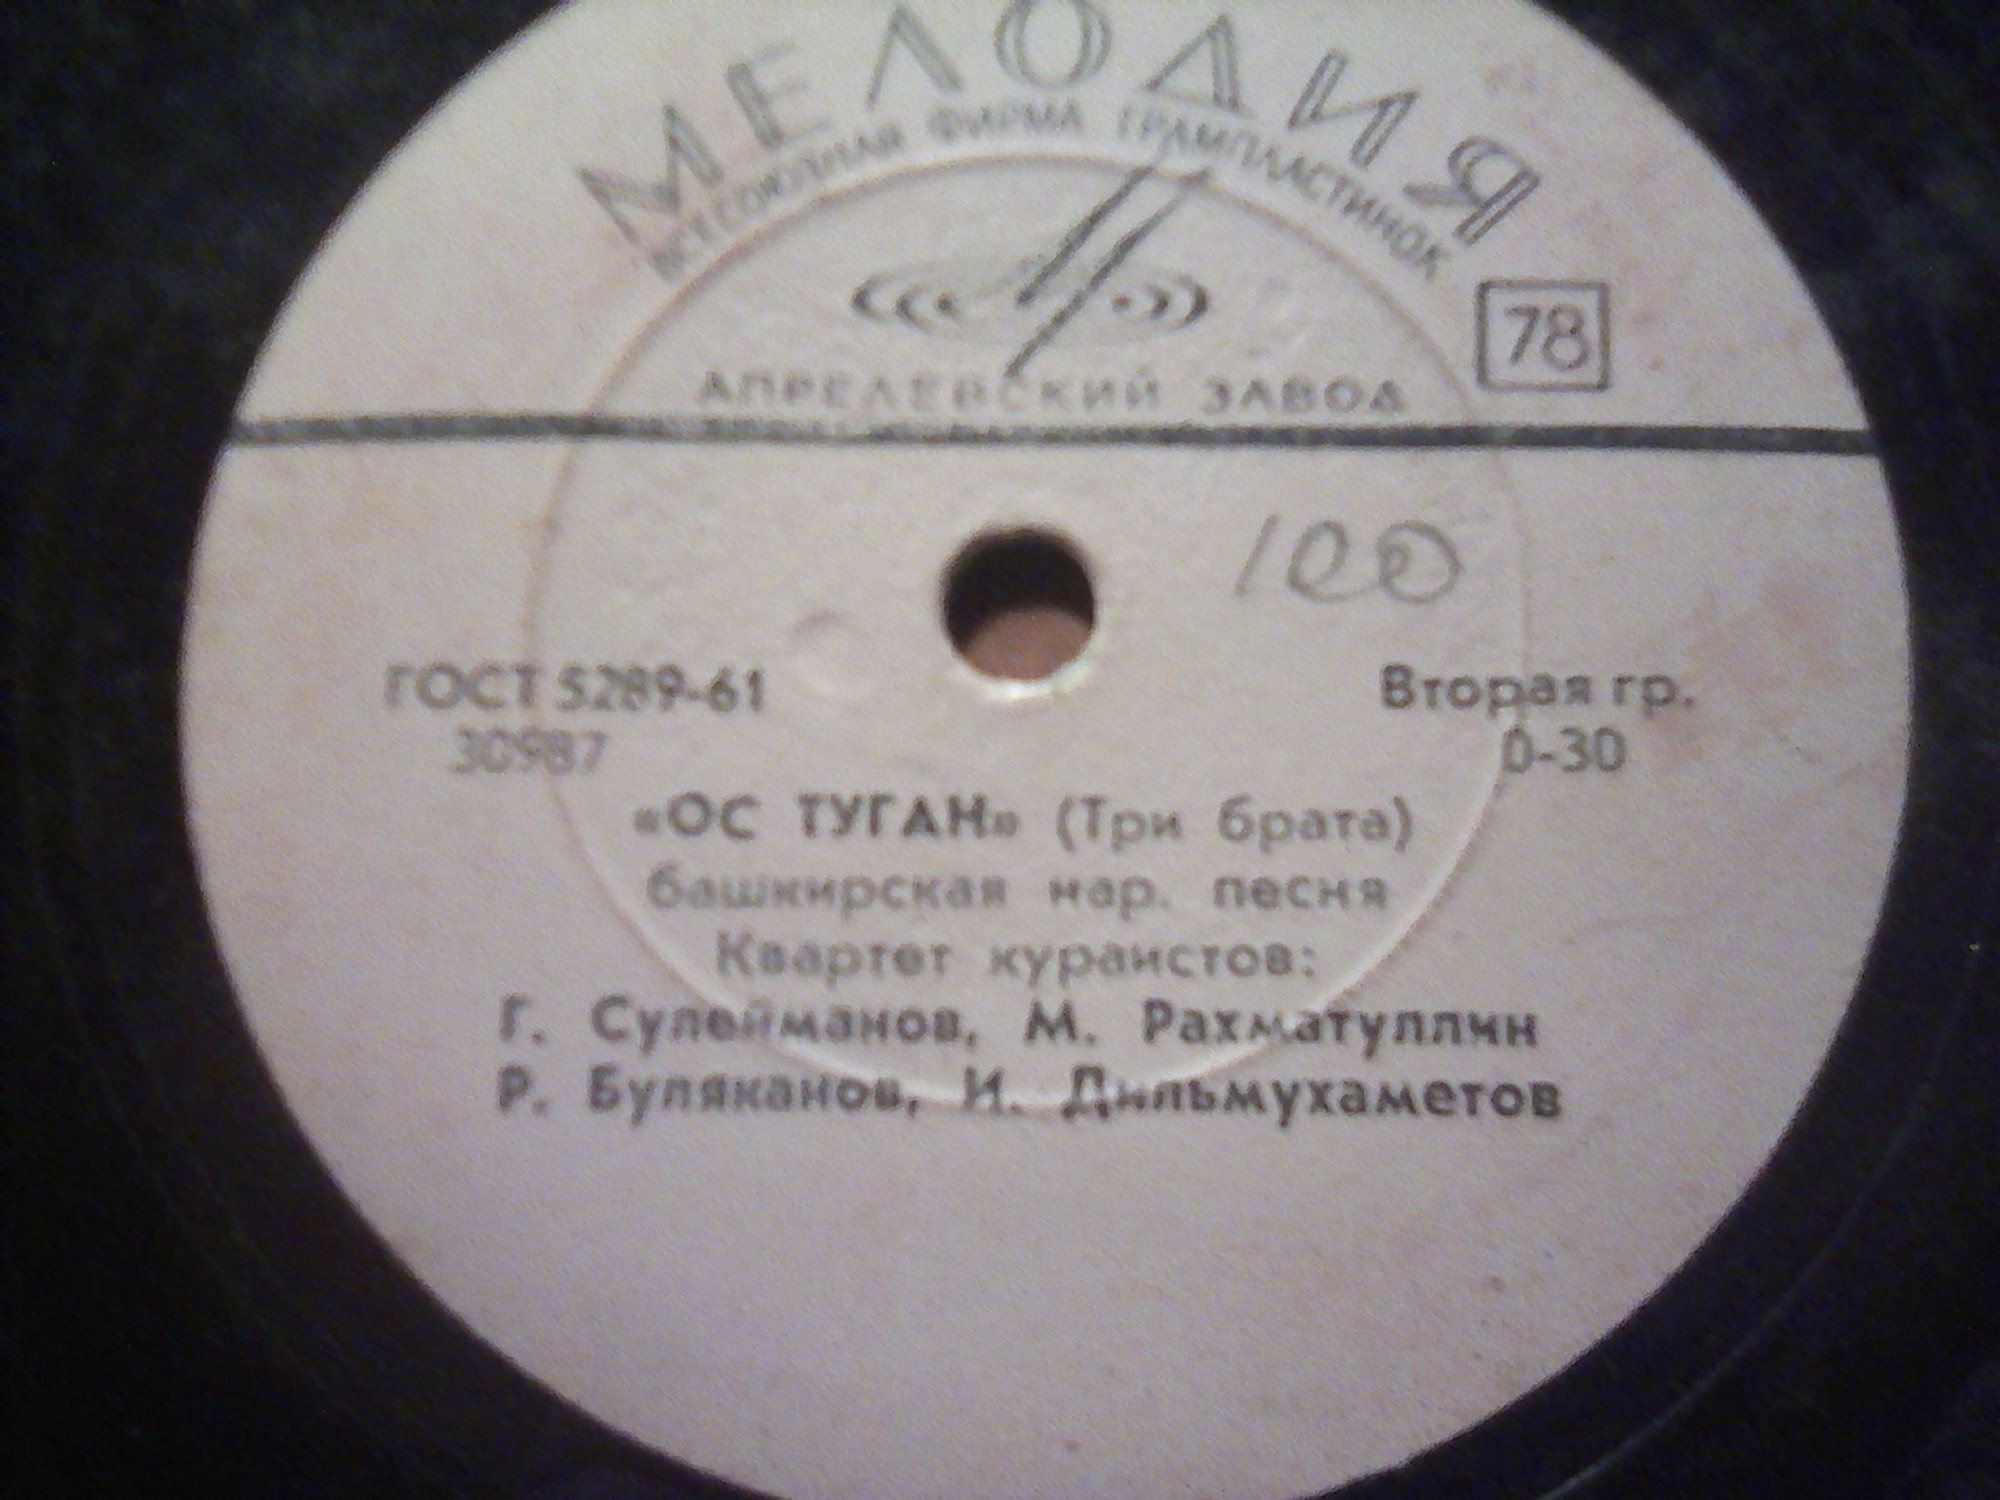 МЕЛОДИЯ
ВСЕСОЮЗНАЯ ФИРМА ГРАМПЛАСТИНОК
78
АПРЕЛЕВСКИЙ ЗАВОД
100
ГОСТ 5289-61
Вторая гр.
30987
0-30
«ОС ТУГАН» (Три брата)
башкирская нар. песня
Квартет кураистов:
Г. Сулейманов, М. Рахматуллин
Р. Буляканов, И. Дильмухаметов